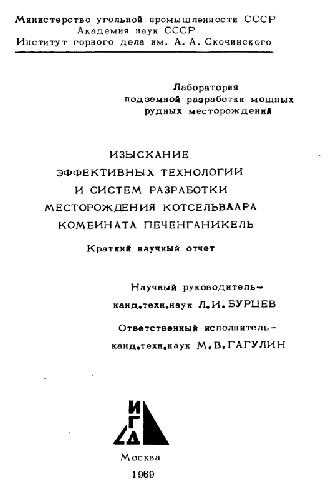 Министерство угольной промышленности СССР
Академия наук СССР
Институт горного дела им. А. А. Скочинского
Лаборатория
подземной разработки мощных
рудных месторождений
ИЗЫСКАНИЕ
ЭФФЕКТИВНЫХ ТЕХНОЛОГИИ
И СИСТЕМ РАЗРАБОТКИ
МЕСТОРОЖДЕНИЯ КОТСЕЛЬВААРА
КОМБИНАТА ПЕЧЕНГАНИКЕЛЬ
Краткий научный отчет
Научный руководитель-
канд.техн.наук Л.И.БУРЦЕВ
Ответственный исполнитель-
канд.техн.наук М.В.ГАГУЛИН
ИГД
Москва
1969